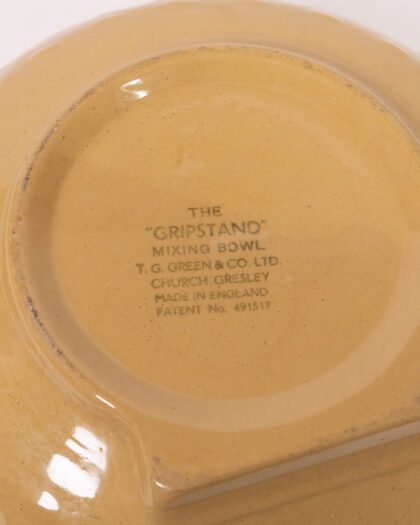 THE
"GRIPSTAND"
MIXING BOWL
T. G. GREEN & CO. LTD.
CHURCH GRESLEY
MADE IN ENGLAND
PATENT No. 491517